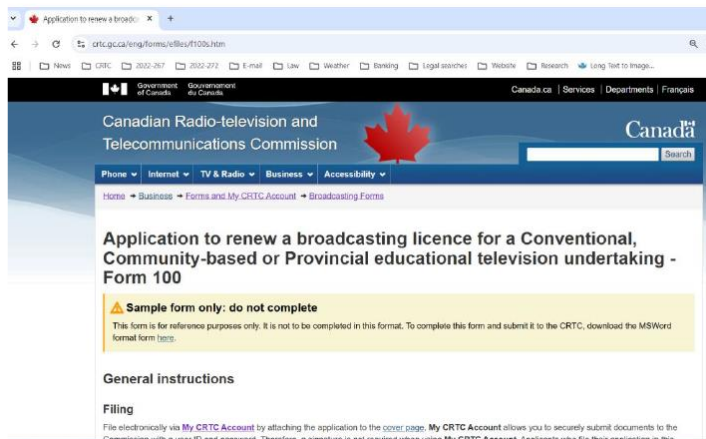 Application to renew a broadc
crtc.gc.ca/eng/forms/efiles/f100s.htm
News CRTC 2022-267 2022-272 E-mail Law Weather Banking Legal searches Website Research Long Text to Image...
Government of Canada Gouvernement du Canada
Canada.ca | Services | Departments | Français
Canadian Radio-television and
Telecommunications Commission
Canada
Search
Phone Internet TV & Radio Business Accessibility
Home → Business → Forms and My CRTC Account → Broadcasting Forms
Application to renew a broadcasting licence for a Conventional,
Community-based or Provincial educational television undertaking -
Form 100
Sample form only: do not complete
This form is for reference purposes only. It is not to be completed in this format. To complete this form and submit it to the CRTC, download the MSWord
format form here.
General instructions
Filing
File electronically via My CRTC Account by attaching the application to the cover page. My CRTC Account allows you to securely submit documents to the